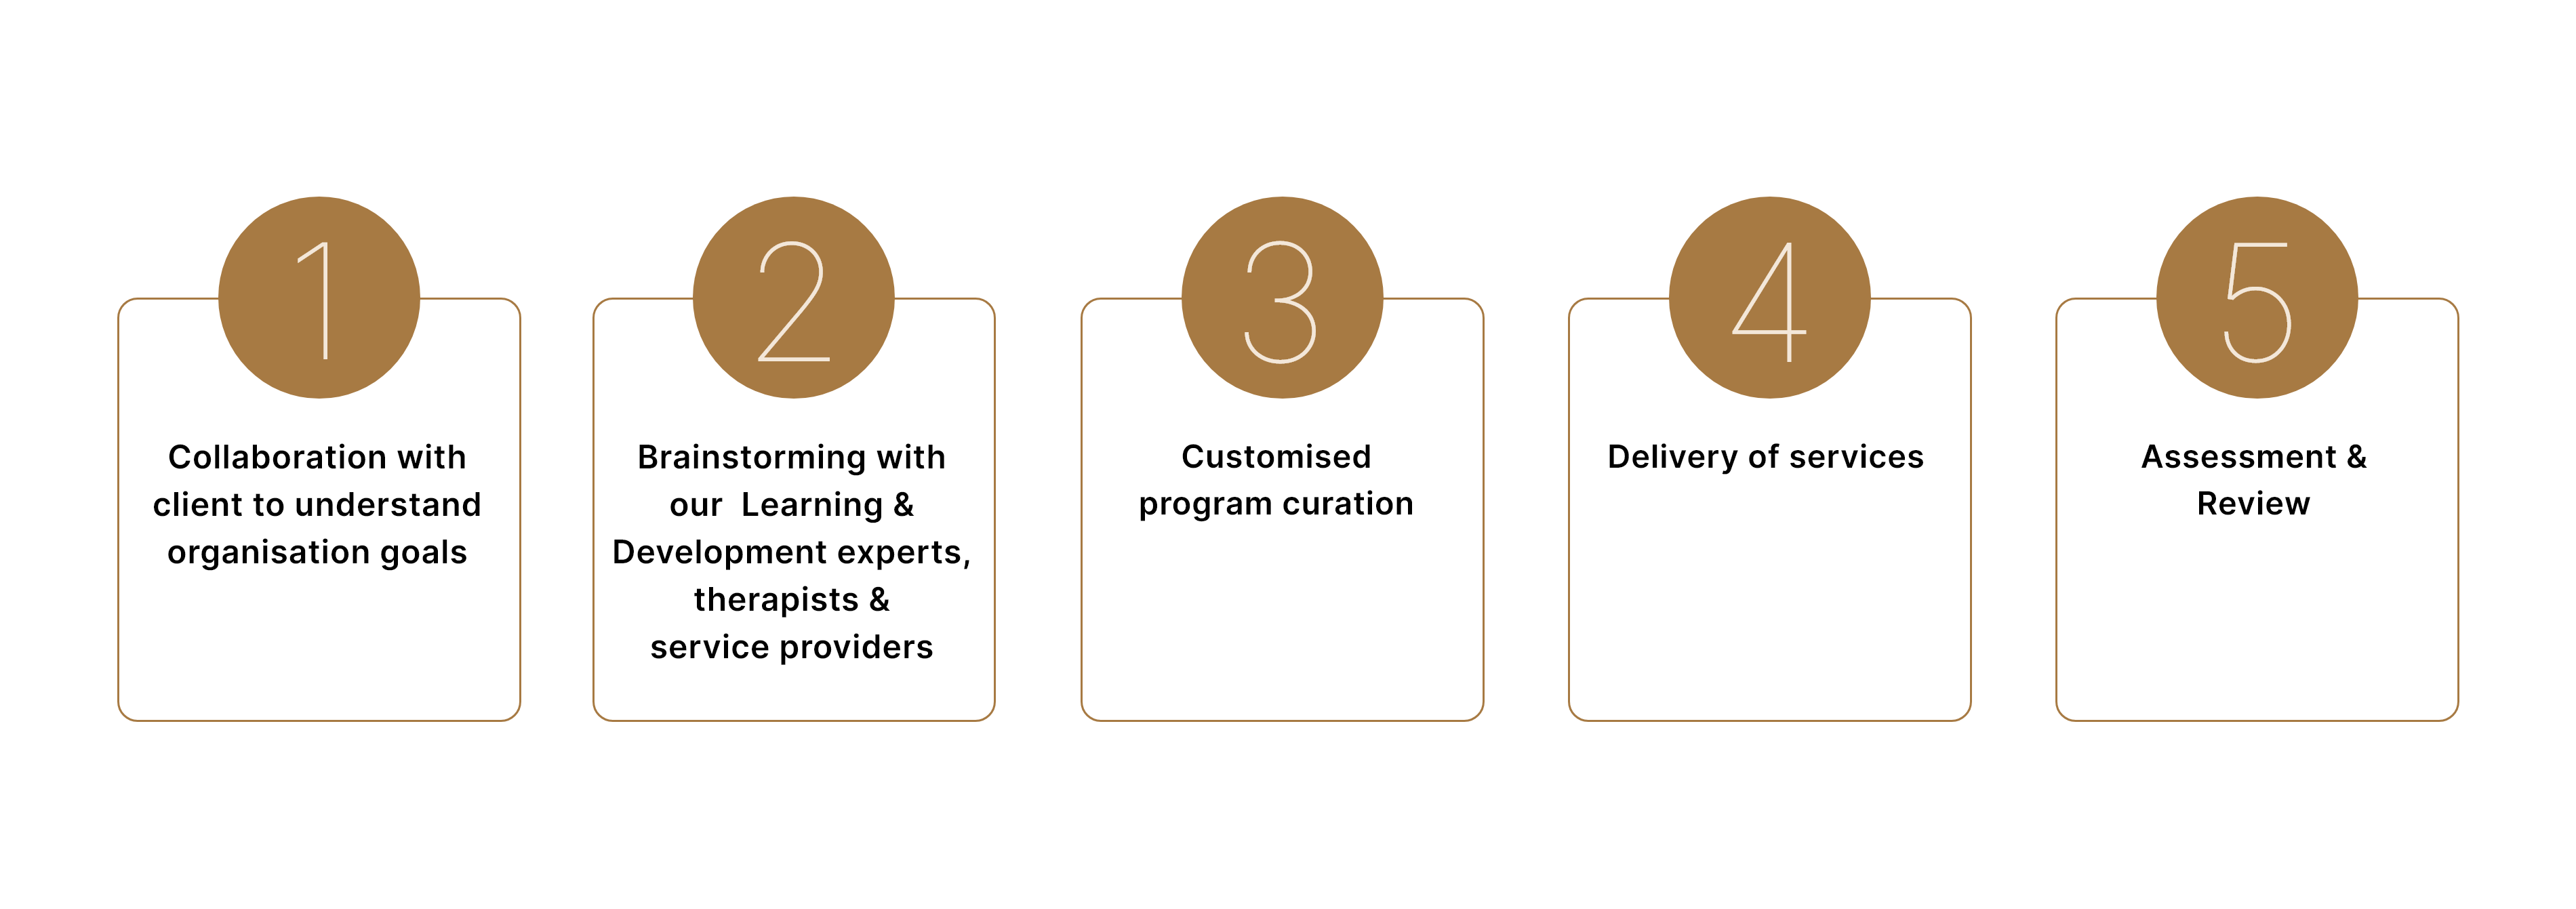 1
Collaboration with
client to understand
organisation goals
2
Brainstorming with
our  Learning &
Development experts,
therapists &
service providers
3
Customised
program curation
4
Delivery of services
5
Assessment &
Review